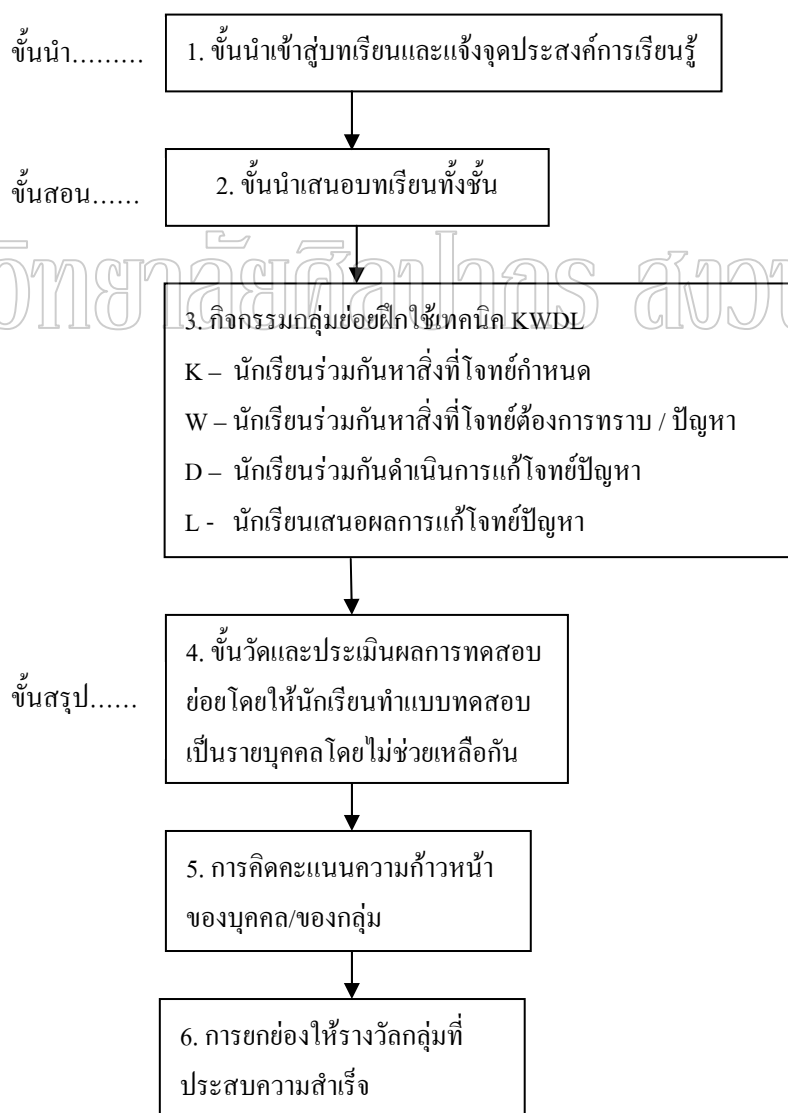 ขั้นนำ......... 1. ขั้นนำเข้าสู่บทเรียนและแจ้งจุดประสงค์การเรียนรู้
ขั้นสอน...... 2. ขั้นนำเสนอบทเรียนทั้งชั้น
วิทยาลัยศิลปากร สงว
3. กิจกรรมกลุ่มย่อยฝึกใช้เทคนิค KWDL
K – นักเรียนร่วมกันหาสิ่งที่โจทย์กำหนด
W – นักเรียนร่วมกันหาสิ่งที่โจทย์ต้องการทราบ / ปัญหา
D – นักเรียนร่วมกันดำเนินการแก้โจทย์ปัญหา
L - นักเรียนเสนอผลการแก้โจทย์ปัญหา
4. ขั้นวัดและประเมินผลการทดสอบ
ขั้นสรุป...... ย่อยโดยให้นักเรียนทำแบบทดสอบ
เป็นรายบุคคลโดยไม่ช่วยเหลือกัน
5. การคิดคะแนนความก้าวหน้า
ของบุคคล/ของกลุ่ม
6. การยกย่องให้รางวัลกลุ่มที่
ประสบความสำเร็จ